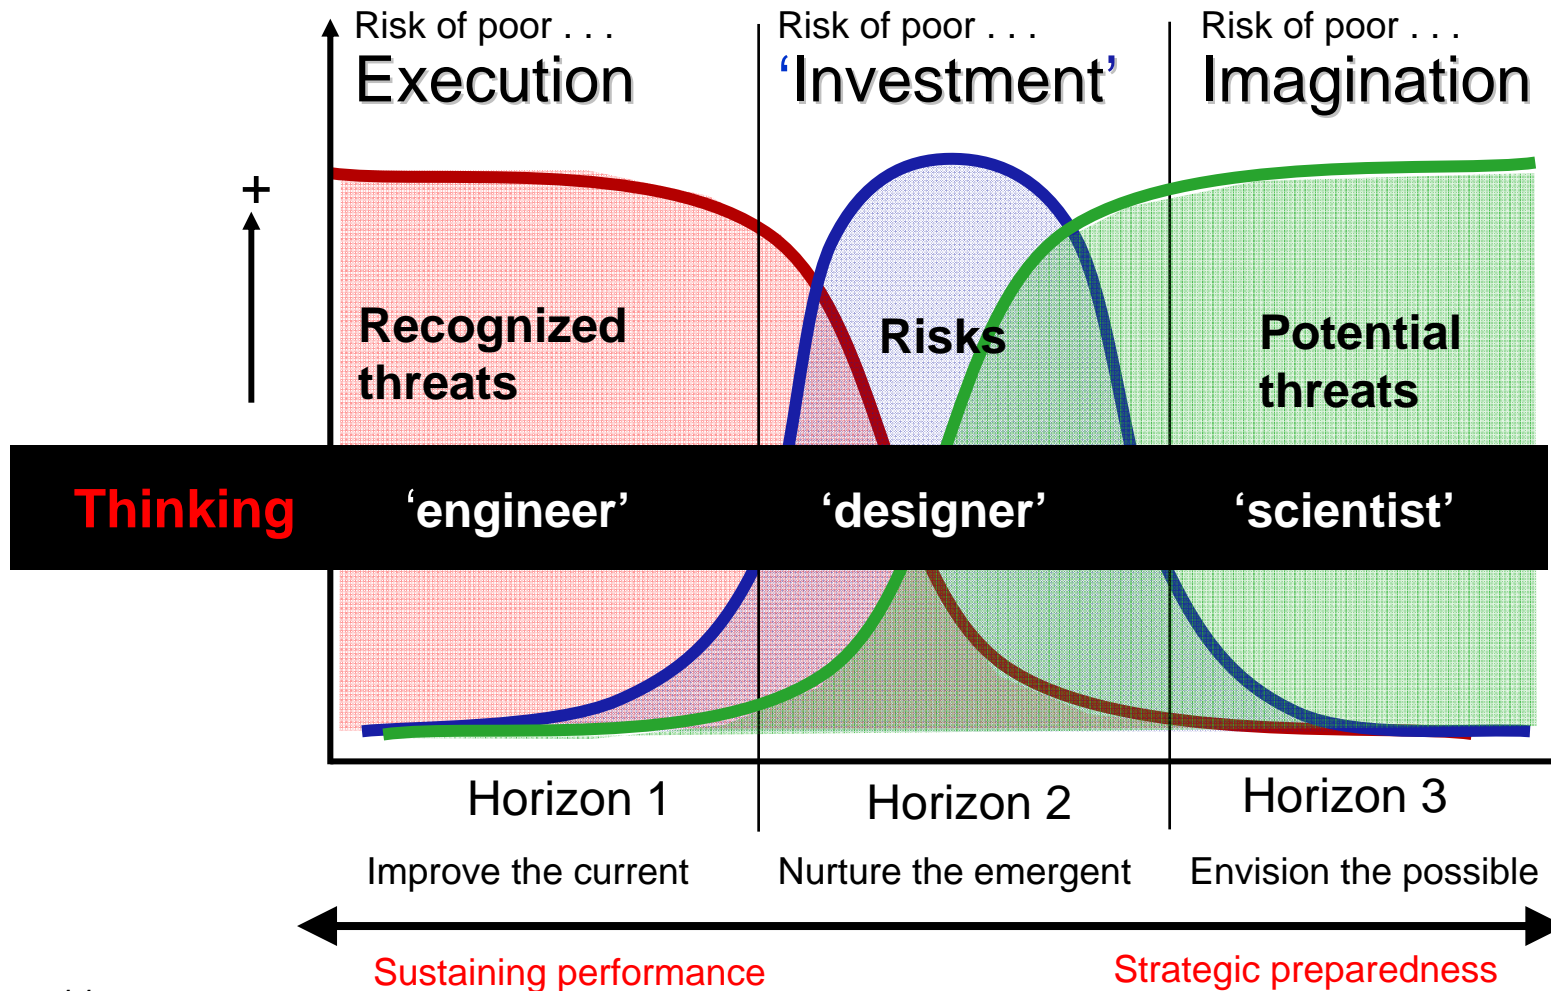 Risk of poor . . .
Execution
Risk of poor . . .
‘Investment’
Risk of poor . . .
Imagination
+
Recognized
threats
Risks
Potential
threats
Thinking
‘engineer’
‘designer’
‘scientist’
Horizon 1
Horizon 2
Horizon 3
Improve the current
Nurture the emergent
Envision the possible
Sustaining performance
Strategic preparedness